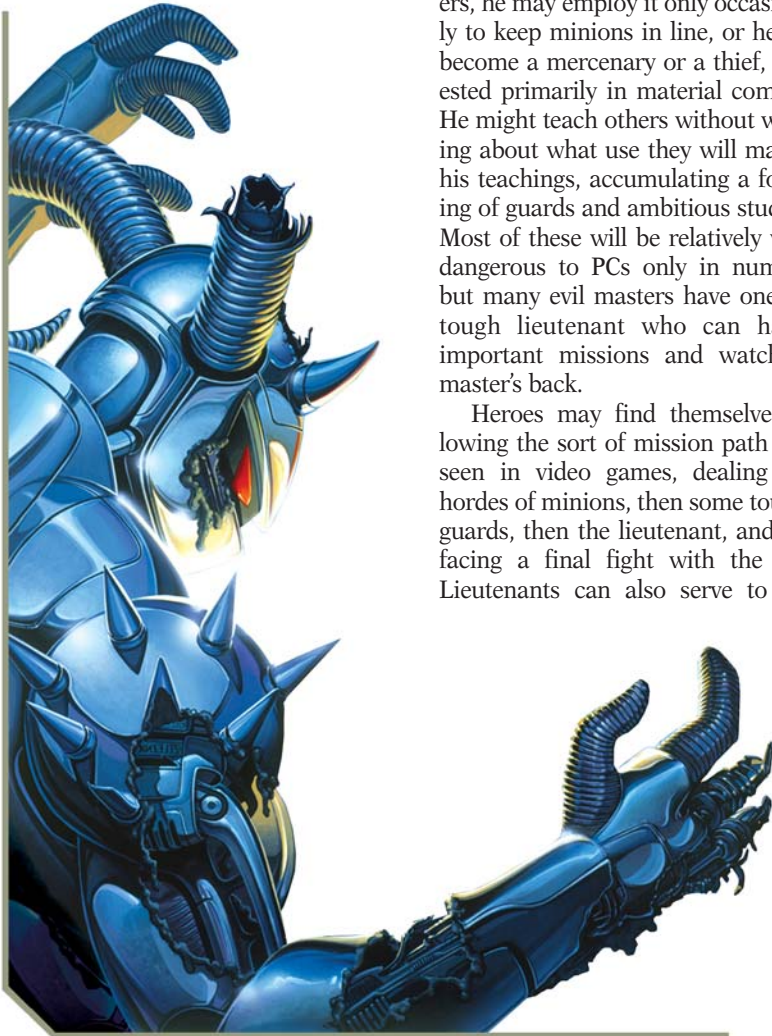 ers, he may employ it only occasi
ly to keep minions in line, or he
become a mercenary or a thief,
ested primarily in material com
He might teach others without w
ing about what use they will ma
his teachings, accumulating a fo
ing of guards and ambitious stud
Most of these will be relatively
dangerous to PCs only in num
but many evil masters have one
tough lieutenant who can h
important missions and watch
master's back.
Heroes may find themselve
lowing the sort of mission path
seen in video games, dealing
hordes of minions, then some tou
guards, then the lieutenant, and
facing a final fight with the
Lieutenants can also serve to